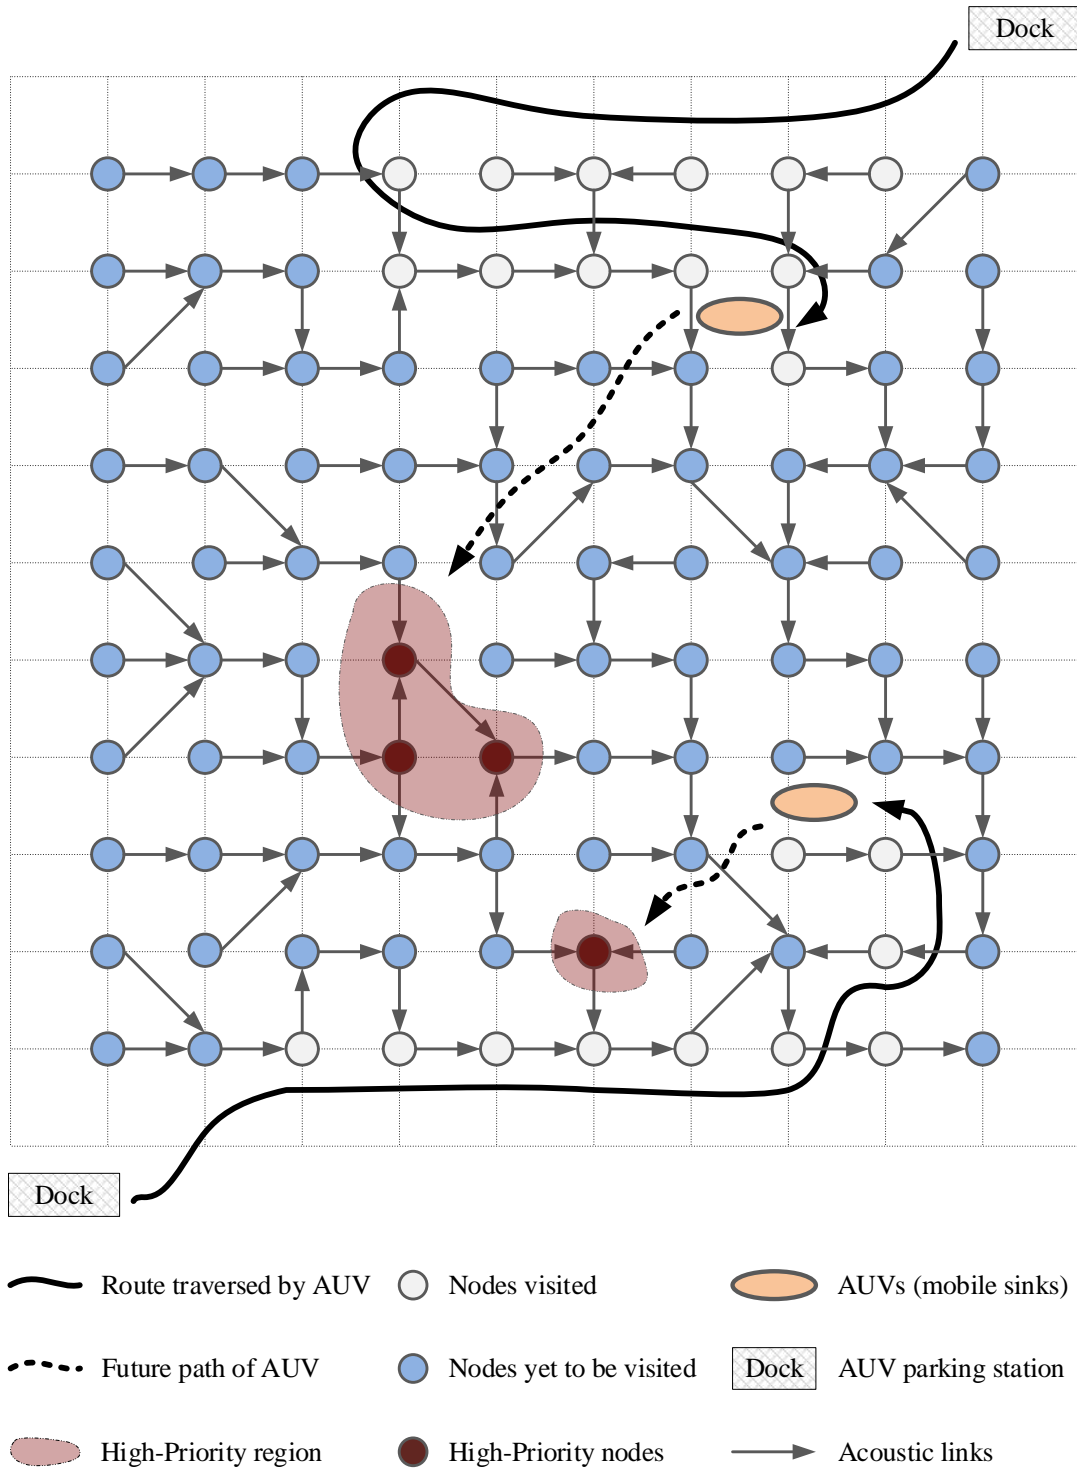 Dock
Dock
Route traversed by AUV
Nodes visited
AUVs (mobile sinks)
Future path of AUV
Nodes yet to be visited
Dock
AUV parking station
High-Priority region
High-Priority nodes
Acoustic links